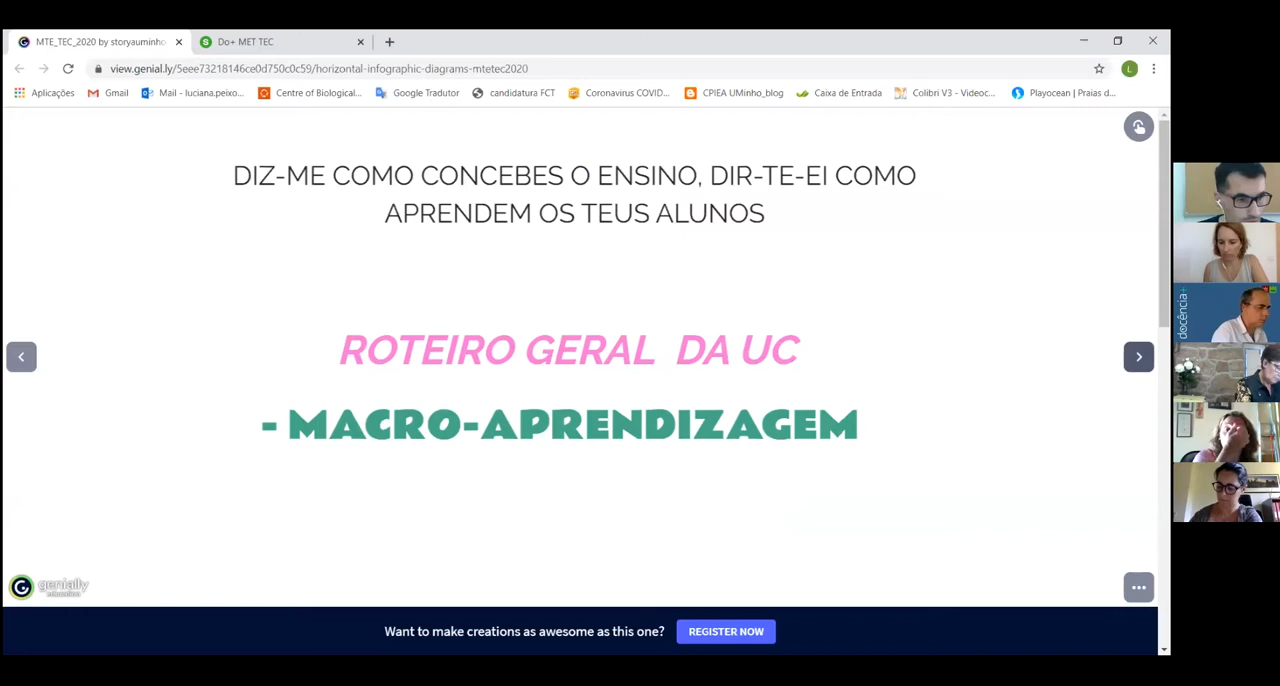 MTE_TEC_2020 by storyauminho
Do+ MET TEC
view.genial.ly/5eee73218146ce0d750c0c59/horizontal-infographic-diagrams-mtetec2020
L
Aplicações
Gmail
Mail - luciana.peixo...
Centre of Biological...
Google Tradutor
candidatura FCT
Coronavirus COVID...
CPIEA UMinho_blog
Caixa de Entrada
Colibri V3 - Videoc...
Playocean | Praias d...
DIZ-ME COMO CONCEBES O ENSINO, DIR-TE-EI COMO
APRENDEM OS TEUS ALUNOS
ROTEIRO GERAL DA UC
- MACRO-APRENDIZAGEM
genially
education
Want to make creations as awesome as this one?
REGISTER NOW
docência+